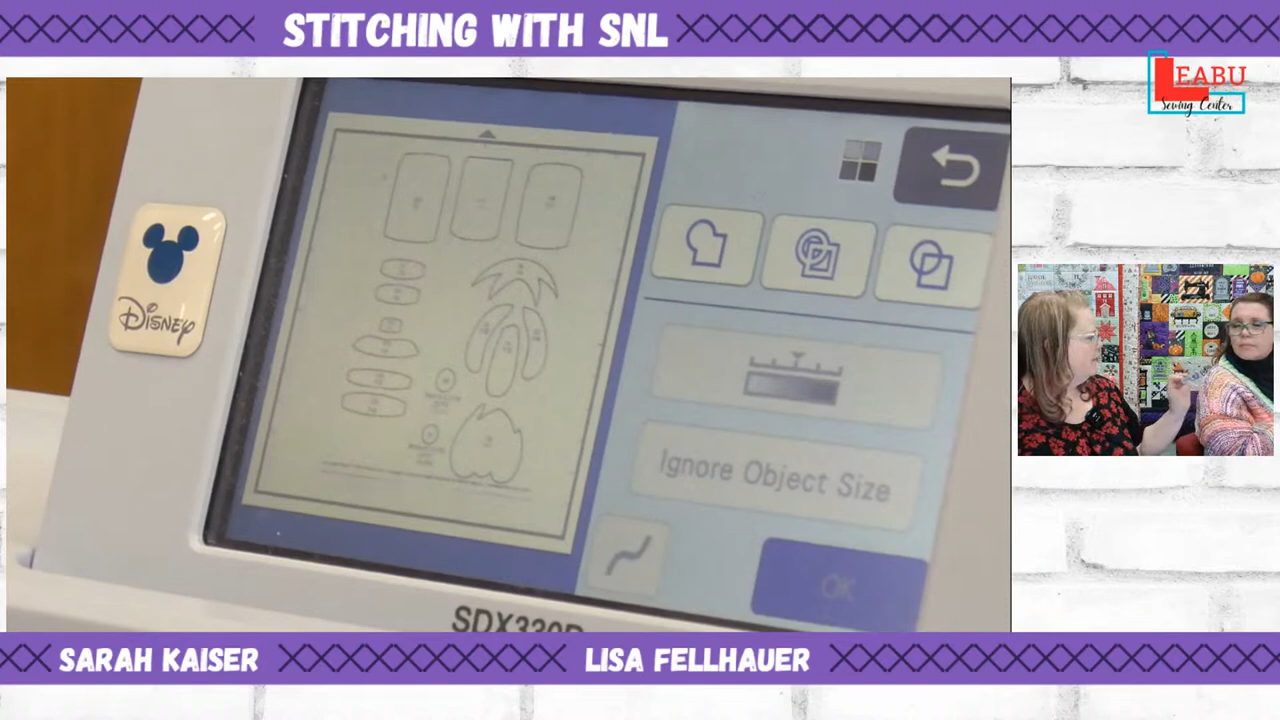 STITCHING WITH SNL
LEABU
Sewing Center
DISNEY
Ignore Object Size
OK
SARAH KAISER
LISA FELLHAUER